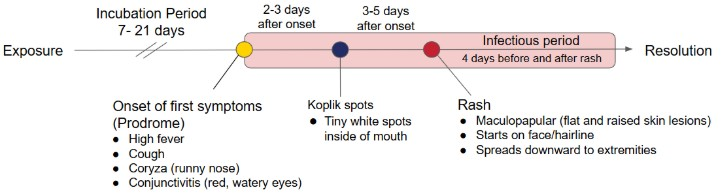 Incubation Period
7- 21 days
2-3 days
after onset
3-5 days
after onset
Infectious period
4 days before and after rash
Exposure
Resolution
Onset of first symptoms
(Prodrome)
● High fever
● Cough
● Coryza (runny nose)
● Conjunctivitis (red, watery eyes)
Koplik spots
● Tiny white spots
inside of mouth
Rash
● Maculopapular (flat and raised skin lesions)
● Starts on face/hairline
● Spreads downward to extremities